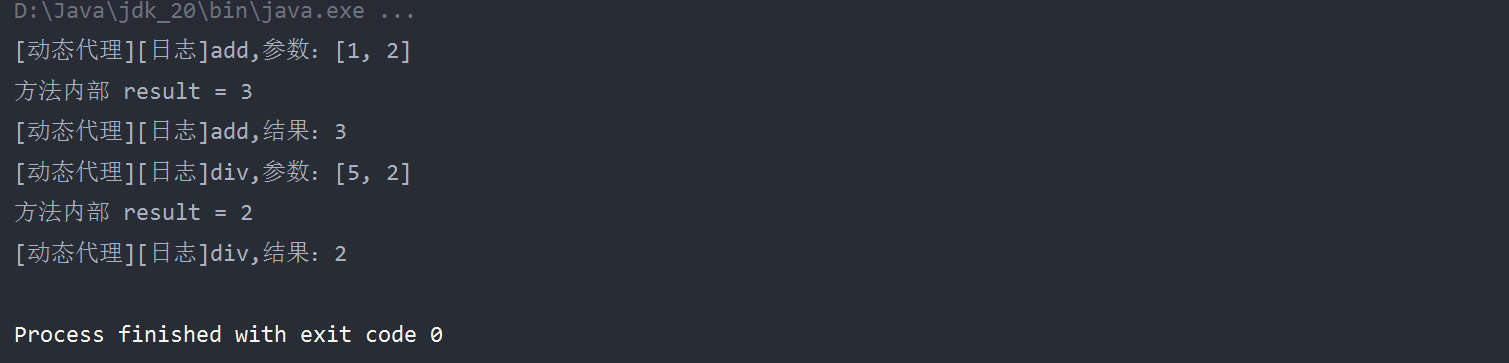 D:\Java\jdk_20\bin\java.exe ...
[动态代理][日志]add,参数：[1, 2]
方法内部 result = 3
[动态代理][日志]add,结果：3
[动态代理][日志]div,参数：[5, 2]
方法内部 result = 2
[动态代理][日志]div,结果：2
Process finished with exit code 0